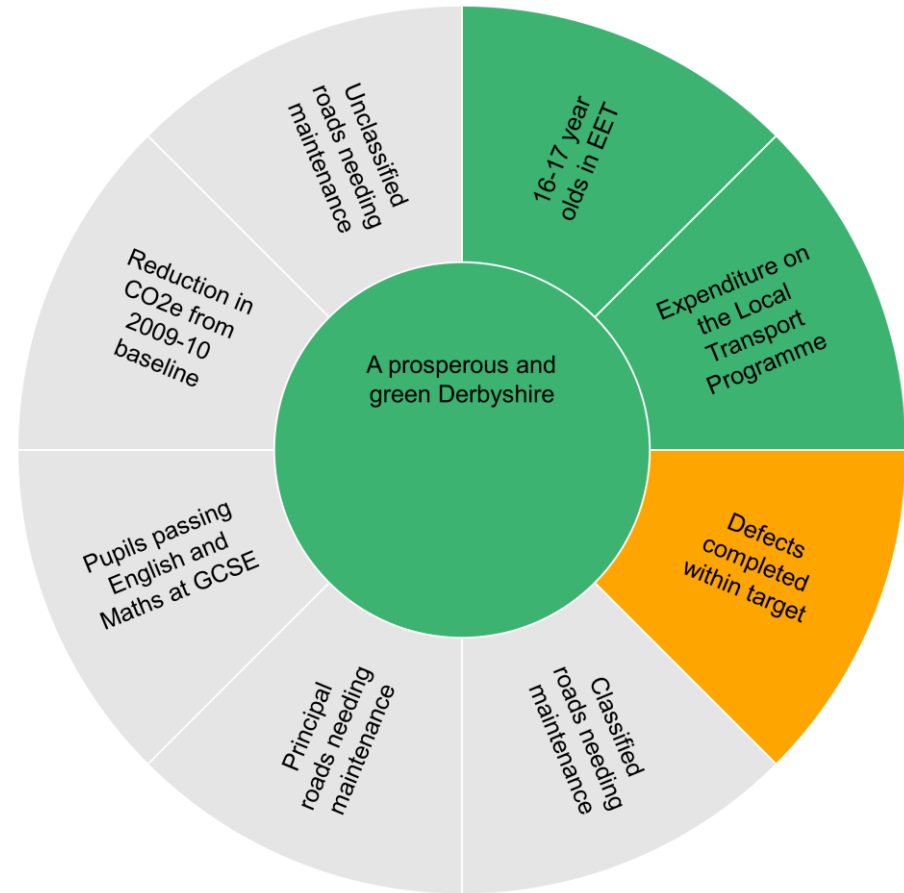 A prosperous and
green Derbyshire
16-17 year
olds in EET
Expenditure on
the Local
Transport
Programme
Defects
completed
within target
Classified
roads needing
maintenance
Principal
roads needing
maintenance
Pupils passing
English and
Maths at GCSE
Reduction in
CO2e from
2009-10
baseline
Unclassified
roads needing
maintenance